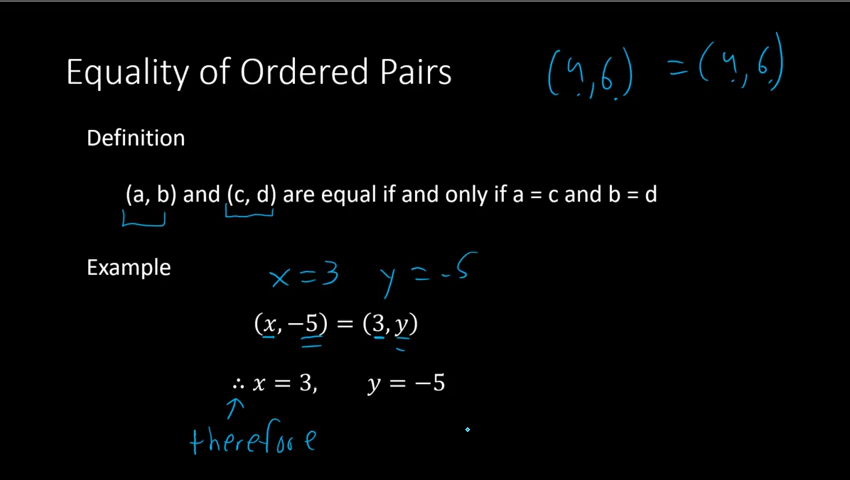 Equality of Ordered Pairs
(4,6) = (4,6)
Definition
(a, b) and (c, d) are equal if and only if a = c and b = d
Example
x = 3 y = -5
(x, −5) = (3, y)
∴ x = 3, y = −5
therefore